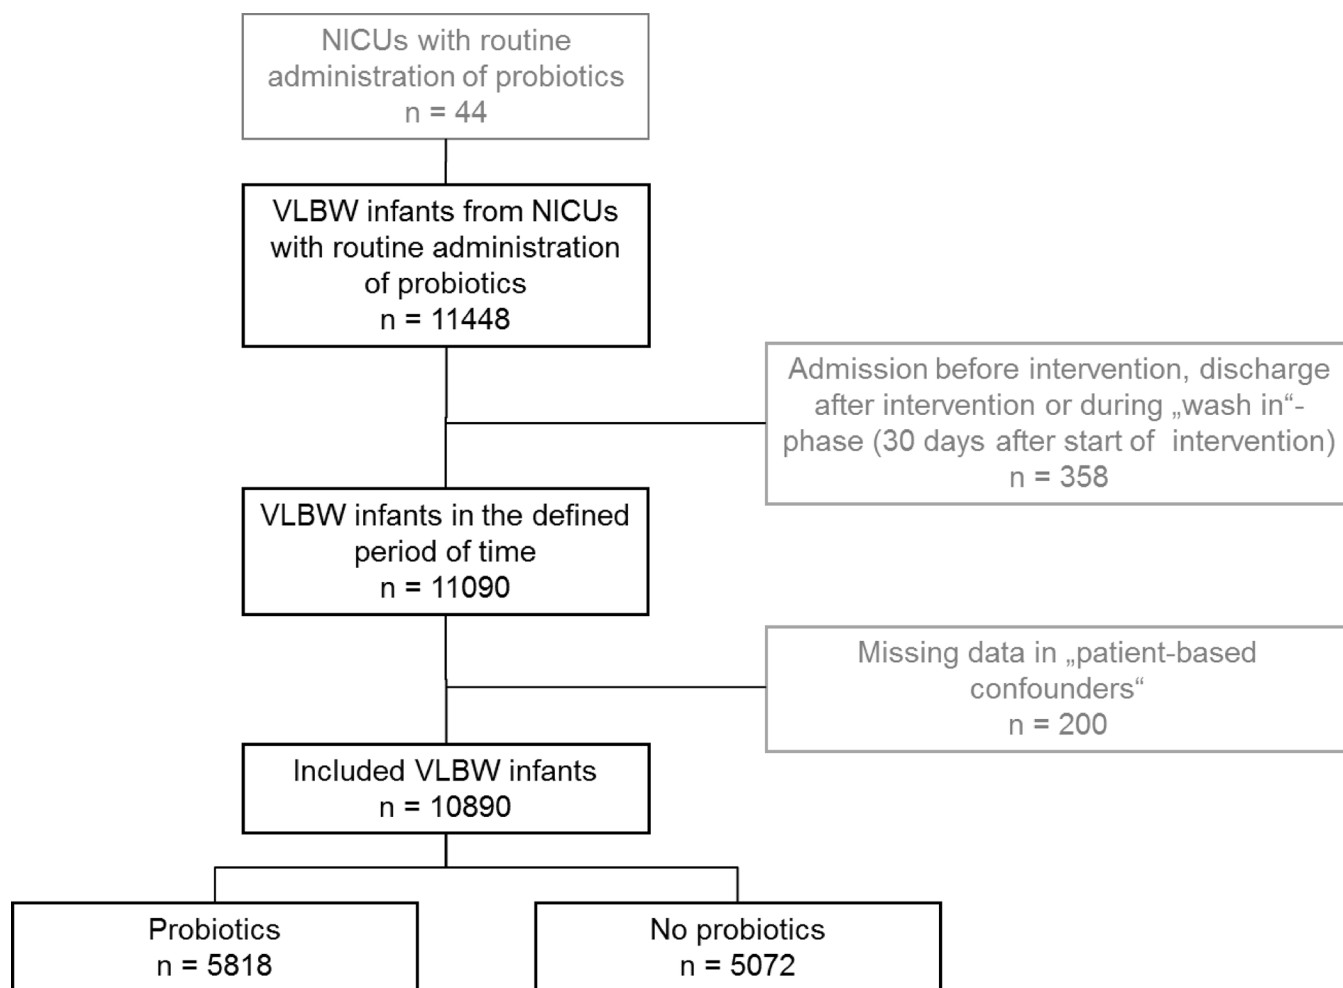 NICUs with routine
administration of probiotics
n = 44
VLBW infants from NICUs
with routine administration
of probiotics
n = 11448
Admission before intervention, discharge
after intervention or during „wash in“-
phase (30 days after start of intervention)
n = 358
VLBW infants in the defined
period of time
n = 11090
Missing data in „patient-based
confounders“
n = 200
Included VLBW infants
n = 10890
Probiotics
n = 5818
No probiotics
n = 5072